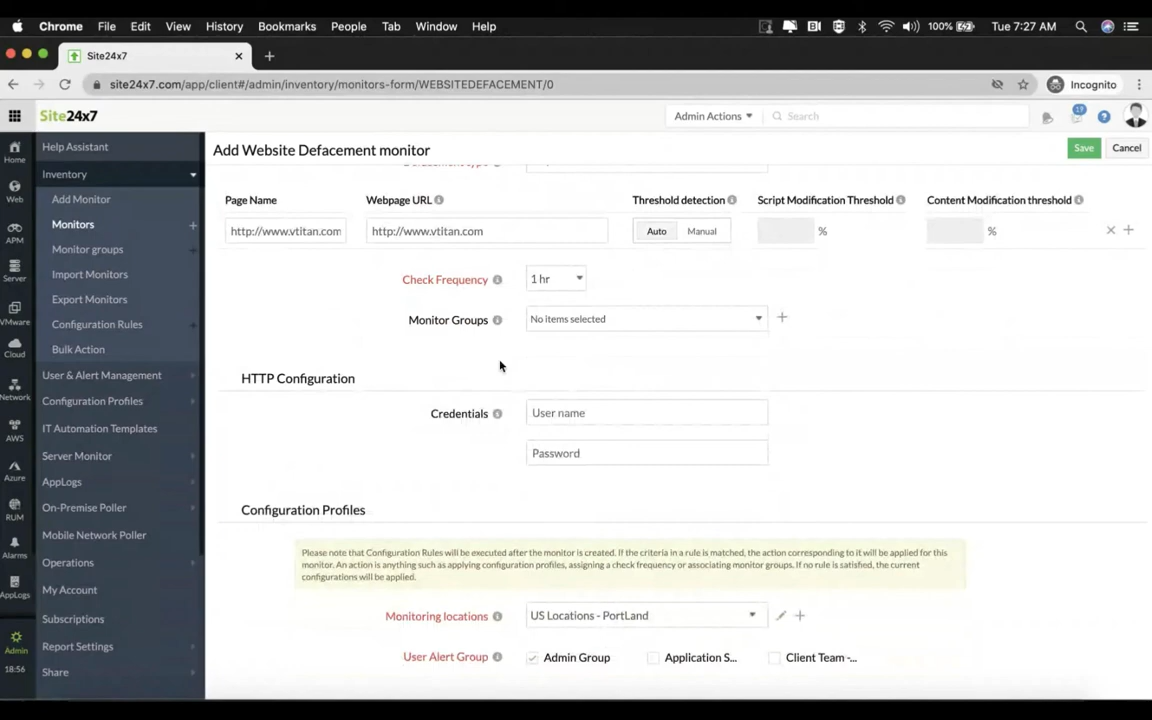 Chrome File Edit View History Bookmarks People Tab Window Help 100% Tue 7:27 AM
Site24x7
site24x7.com/app/client#/admin/inventory/monitors-form/WEBSITEDEFACEMENT/0 Incognito
Site24x7 Admin Actions Search 19
Help Assistant
Inventory
Add Monitor
Monitors
Monitor groups
Import Monitors
Export Monitors
Configuration Rules
Bulk Action
User & Alert Management
Configuration Profiles
IT Automation Templates
Server Monitor
AppLogs
On-Premise Poller
Mobile Network Poller
Operations
My Account
Subscriptions
Report Settings
Share
Home
Web
APM
Server
VMware
Cloud
Network
AWS
Azure
RUM
Alarms
AppLogs
Admin
18:56
Add Website Defacement monitor Save Cancel
Page Name Webpage URL Threshold detection Script Modification Threshold Content Modification threshold
http://www.vtitan.com http://www.vtitan.com Auto Manual % %
Check Frequency 1 hr
Monitor Groups No items selected
HTTP Configuration
Credentials User name
Password
Configuration Profiles
Please note that Configuration Rules will be executed after the monitor is created. If the criteria in a rule is matched, the action corresponding to it will be applied for this
monitor. An action is anything such as applying configuration profiles, assigning a check frequency or associating monitor groups. If no rule is satisfied, the current
configurations will be applied.
Monitoring locations US Locations - PortLand
User Alert Group Admin Group Application S... Client Team -...